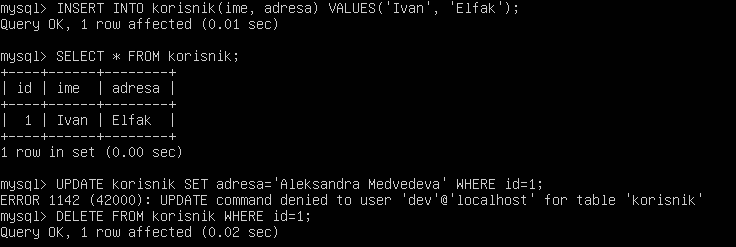 mysql> INSERT INTO korisnik(ime, adresa) VALUES('Ivan', 'Elfak');
Query OK, 1 row affected (0.01 sec)
mysql> SELECT * FROM korisnik;
+----+------+--------+
| id | ime  | adresa |
+----+------+--------+
|  1 | Ivan | Elfak  |
+----+------+--------+
1 row in set (0.00 sec)
mysql> UPDATE korisnik SET adresa='Aleksandra Medvedeva' WHERE id=1;
ERROR 1142 (42000): UPDATE command denied to user 'dev'@'localhost' for table 'korisnik'
mysql> DELETE FROM korisnik WHERE id=1;
Query OK, 1 row affected (0.02 sec)